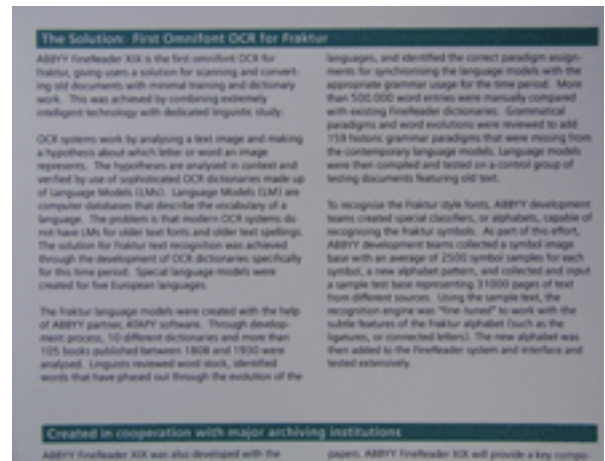 The Solution: First Omnifont OCR for Fraktur
ABBYY FineReader XIX is the first omnifont OCR for
Fraktur, giving users a solution for scanning and convert-
ing old documents with minimal training and dictionary
work. This was achieved by combining extremely
intelligent technology with dedicated linguistic study.
OCR systems work by analysing a text image and making
a hypothesis about which letter or word an image
represents. The hypotheses are analysed in context and
verified by use of sophisticated OCR dictionaries made up
of Language Models (LMs). Language Models (LM) are
computer databases that describe the vocabulary of a
language. The problem is that modern OCR systems do
not have LMs for older text fonts and older text spellings.
The solution for Fraktur text recognition was achieved
through the development of OCR dictionaries specifically
for this time period. Special language models were
created for five European languages.
The Fraktur language models were created with the help
of ABBYY partner, ATAPY software. Through develop-
ment process, 10 different dictionaries and more than
105 books published between 1808 and 1930 were
analysed. Linguists reviewed word stock, identified
words that have phased out through the evolution of the
languages, and identified the correct paradigm assign-
ments for synchronising the language models with the
appropriate grammar usage for the time period. More
than 500.000 word entries were manually compared
with existing FineReader dictionaries. Grammatical
paradigms and word evolutions were reviewed to add
159 historic grammar paradigms that were missing from
the contemporary language models. Language models
were then compiled and tested on a control group of
testing documents featuring old text.
To recognise the Fraktur style fonts, ABBYY development
teams created special classifiers, or alphabets, capable of
recognising the Fraktur symbols. As part of this effort,
ABBYY development teams collected a symbol image
base with an average of 2500 symbol samples for each
symbol, a new alphabet pattern, and collected and input
a sample test base representing 31000 pages of text
from different sources. Using the sample text, the
recognition engine was "fine tuned" to work with the
subtle features of the Fraktur alphabet (such as the
ligatures, or connected letters). The new alphabet was
then added to the FineReader system and interface and
tested extensively.
Created in cooperation with major archiving institutions
ABBYY FineReader XIX was also developed with the
papers. ABBYY FineReader XIX will provide a key compo-